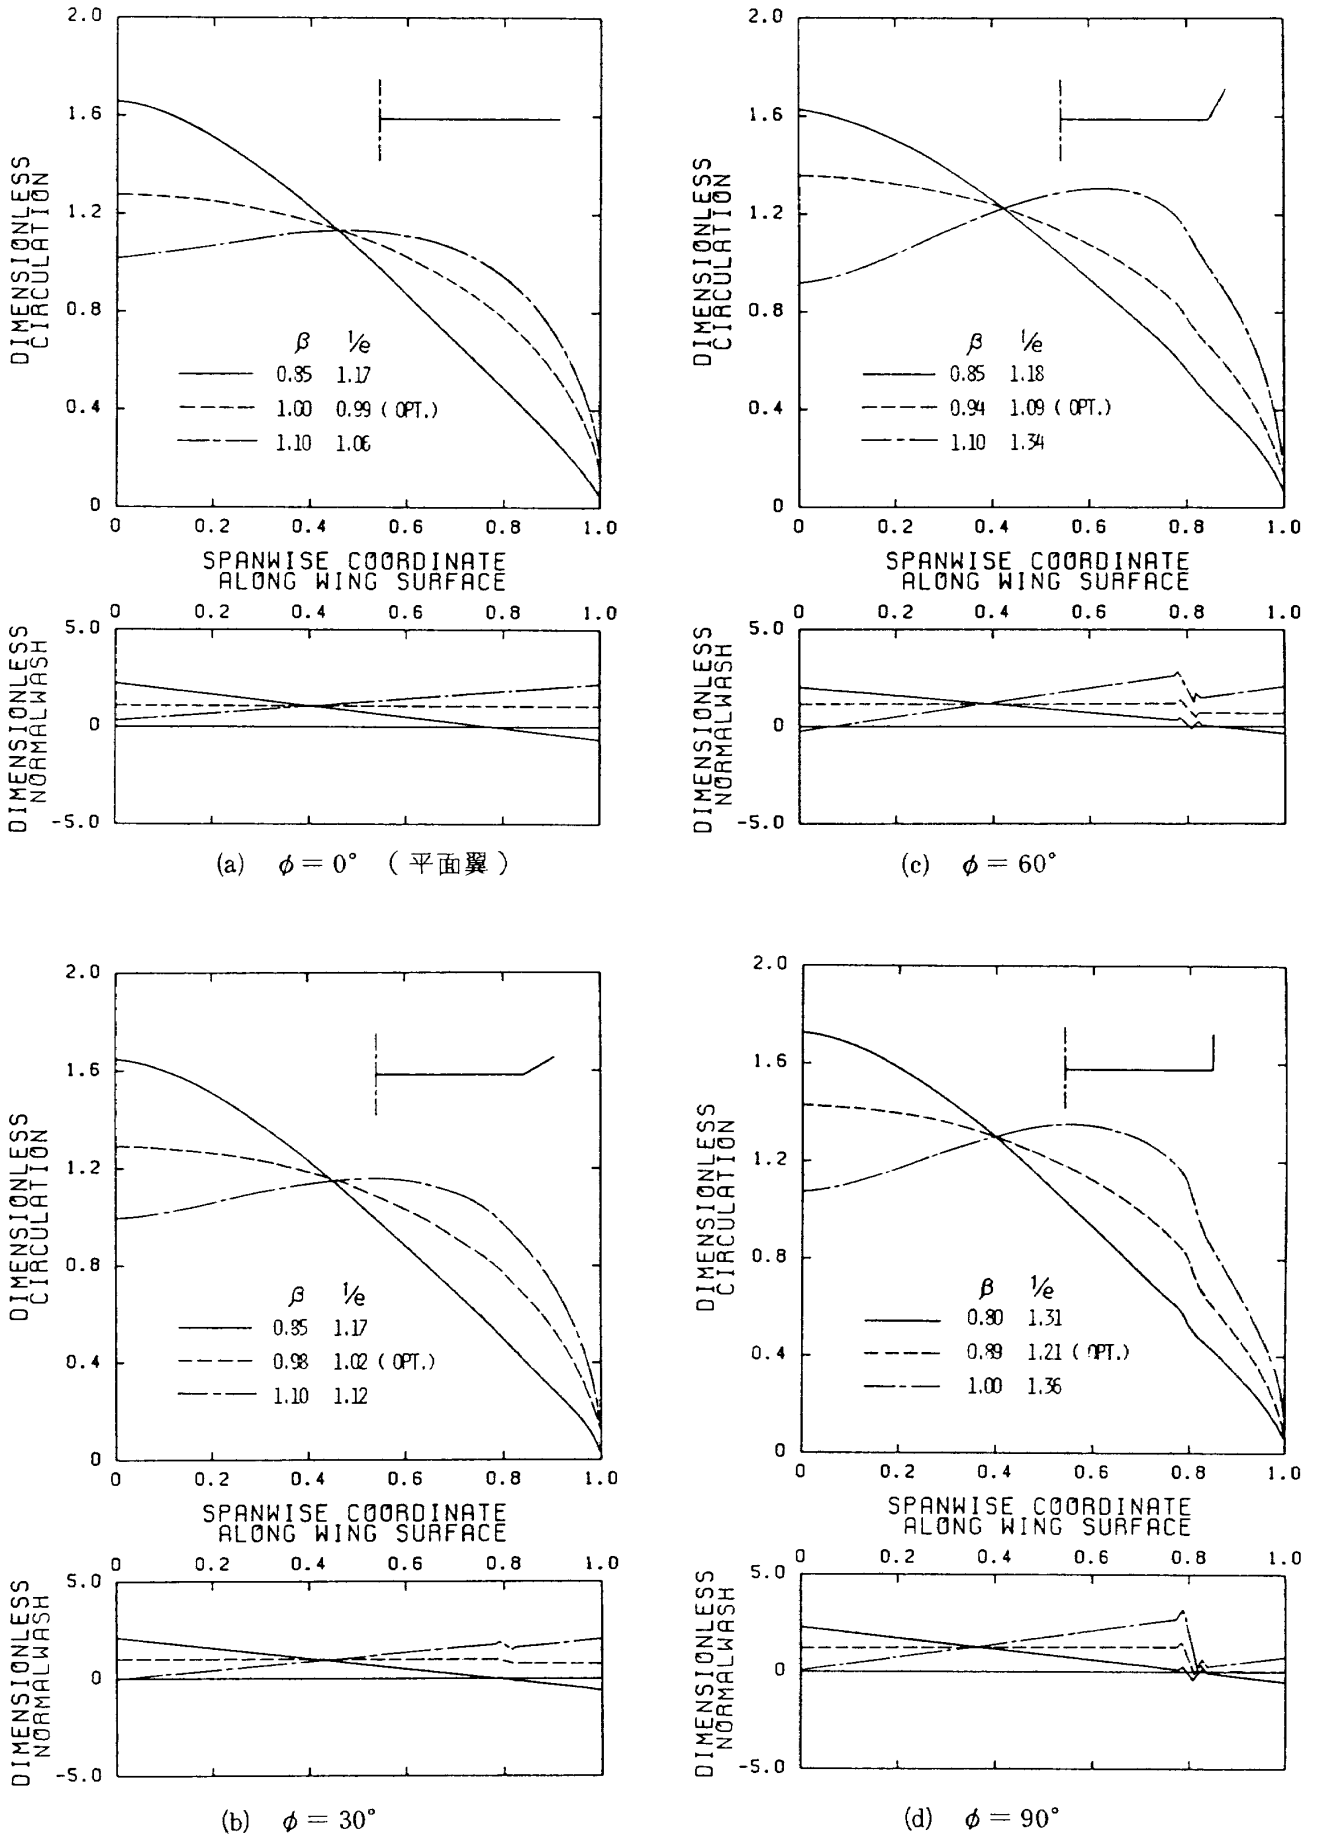 2.0
1.6
1.2
0.8
0.4
0
DIMENSIONLESS
CIRCULATION
β 1/e
0.85 1.17
1.00 0.99 (OPT.)
1.10 1.06
0 0.2 0.4 0.6 0.8 1.0
SPANWISE COORDINATE
ALONG WING SURFACE
0 0.2 0.4 0.6 0.8 1.0
5.0
0
-5.0
DIMENSIONLESS
NORMALWASH
(a) ϕ = 0° (平面翼)
2.0
1.6
1.2
0.8
0.4
0
DIMENSIONLESS
CIRCULATION
β 1/e
0.85 1.18
0.94 1.09 (OPT.)
1.10 1.34
0 0.2 0.4 0.6 0.8 1.0
SPANWISE COORDINATE
ALONG WING SURFACE
0 0.2 0.4 0.6 0.8 1.0
5.0
0
-5.0
DIMENSIONLESS
NORMALWASH
(c) ϕ = 60°
2.0
1.6
1.2
0.8
0.4
0
DIMENSIONLESS
CIRCULATION
β 1/e
0.85 1.17
0.98 1.02 (OPT.)
1.10 1.12
0 0.2 0.4 0.6 0.8 1.0
SPANWISE COORDINATE
ALONG WING SURFACE
0 0.2 0.4 0.6 0.8 1.0
5.0
0
-5.0
DIMENSIONLESS
NORMALWASH
(b) ϕ = 30°
2.0
1.6
1.2
0.8
0.4
0
DIMENSIONLESS
CIRCULATION
β 1/e
0.80 1.31
0.89 1.21 (OPT.)
1.00 1.36
0 0.2 0.4 0.6 0.8 1.0
SPANWISE COORDINATE
ALONG WING SURFACE
0 0.2 0.4 0.6 0.8 1.0
5.0
0
-5.0
DIMENSIONLESS
NORMALWASH
(d) ϕ = 90°